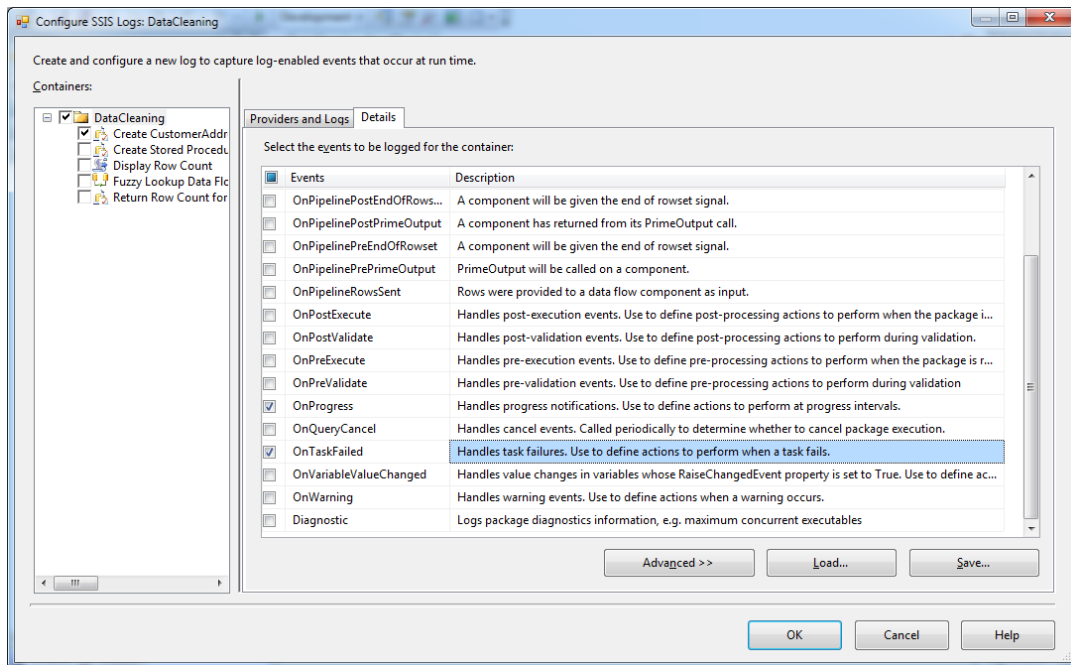 Configure SSIS Logs: DataCleaning
Create and configure a new log to capture log-enabled events that occur at run time.
Containers:
DataCleaning
Create CustomerAddr
Create Stored Procedu
Display Row Count
Fuzzy Lookup Data Flc
Return Row Count for
Providers and Logs Details
Select the events to be logged for the container:
Events Description
OnPipelinePostEndOfRows... A component will be given the end of rowset signal.
OnPipelinePostPrimeOutput A component has returned from its PrimeOutput call.
OnPipelinePreEndOfRowset A component will be given the end of rowset signal.
OnPipelinePrePrimeOutput PrimeOutput will be called on a component.
OnPipelineRowsSent Rows were provided to a data flow component as input.
OnPostExecute Handles post-execution events. Use to define post-processing actions to perform when the package i...
OnPostValidate Handles post-validation events. Use to define post-processing actions to perform during validation.
OnPreExecute Handles pre-execution events. Use to define pre-processing actions to perform when the package is r...
OnPreValidate Handles pre-validation events. Use to define pre-processing actions to perform during validation
OnProgress Handles progress notifications. Use to define actions to perform at progress intervals.
OnQueryCancel Handles cancel events. Called periodically to determine whether to cancel package execution.
OnTaskFailed Handles task failures. Use to define actions to perform when a task fails.
OnVariableValueChanged Handles value changes in variables whose RaiseChangedEvent property is set to True. Use to define ac...
OnWarning Handles warning events. Use to define actions when a warning occurs.
Diagnostic Logs package diagnostics information, e.g. maximum concurrent executables
Advanced >> Load... Save...
OK Cancel Help